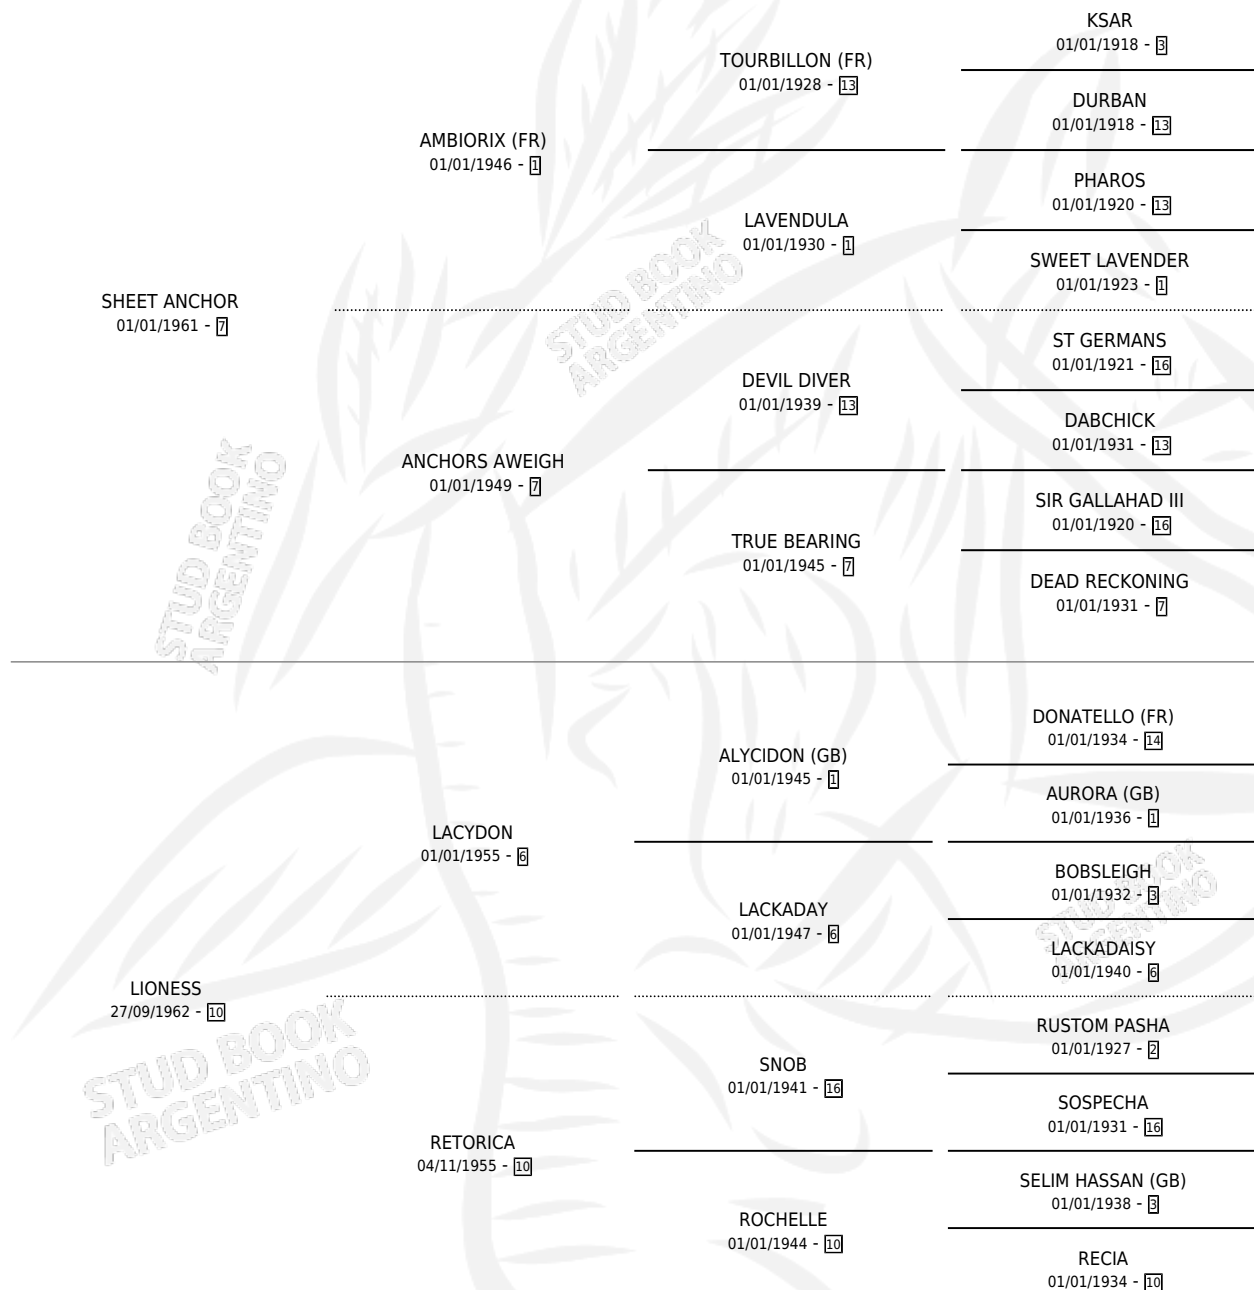 KSAR
01/01/1918 - 3
TOURBILLON (FR)
01/01/1928 - 13
DURBAN
01/01/1918 - 13
AMBIORIX (FR)
01/01/1946 - 1
PHAROS
01/01/1920 - 13
LAVENDULA
01/01/1930 - 1
SWEET LAVENDER
01/01/1923 - 1
SHEET ANCHOR
01/01/1961 - 7
STUD BOOK
ARGENTINO
ST GERMANS
01/01/1921 - 16
DEVIL DIVER
01/01/1939 - 13
DABCHICK
01/01/1931 - 13
ANCHORS AWEIGH
01/01/1949 - 7
SIR GALLAHAD III
01/01/1920 - 16
TRUE BEARING
01/01/1945 - 7
DEAD RECKONING
01/01/1931 - 7
STUD BOOK
ARGENTINO
DONATELLO (FR)
01/01/1934 - 14
ALYCIDON (GB)
01/01/1945 - 1
AURORA (GB)
01/01/1936 - 1
LACYDON
01/01/1955 - 6
BOBSLEIGH
01/01/1932 - 3
LACKADAY
01/01/1947 - 6
LACKADAISY
01/01/1940 - 6
STUD BOOK
ARGENTINO
LIONESS
27/09/1962 - 10
RUSTOM PASHA
01/01/1927 - 2
SNOB
01/01/1941 - 16
SOSPECHA
01/01/1931 - 16
STUD BOOK
ARGENTINO
RETORICA
04/11/1955 - 10
SELIM HASSAN (GB)
01/01/1938 - 3
ROCHELLE
01/01/1944 - 10
RECIA
01/01/1934 - 10